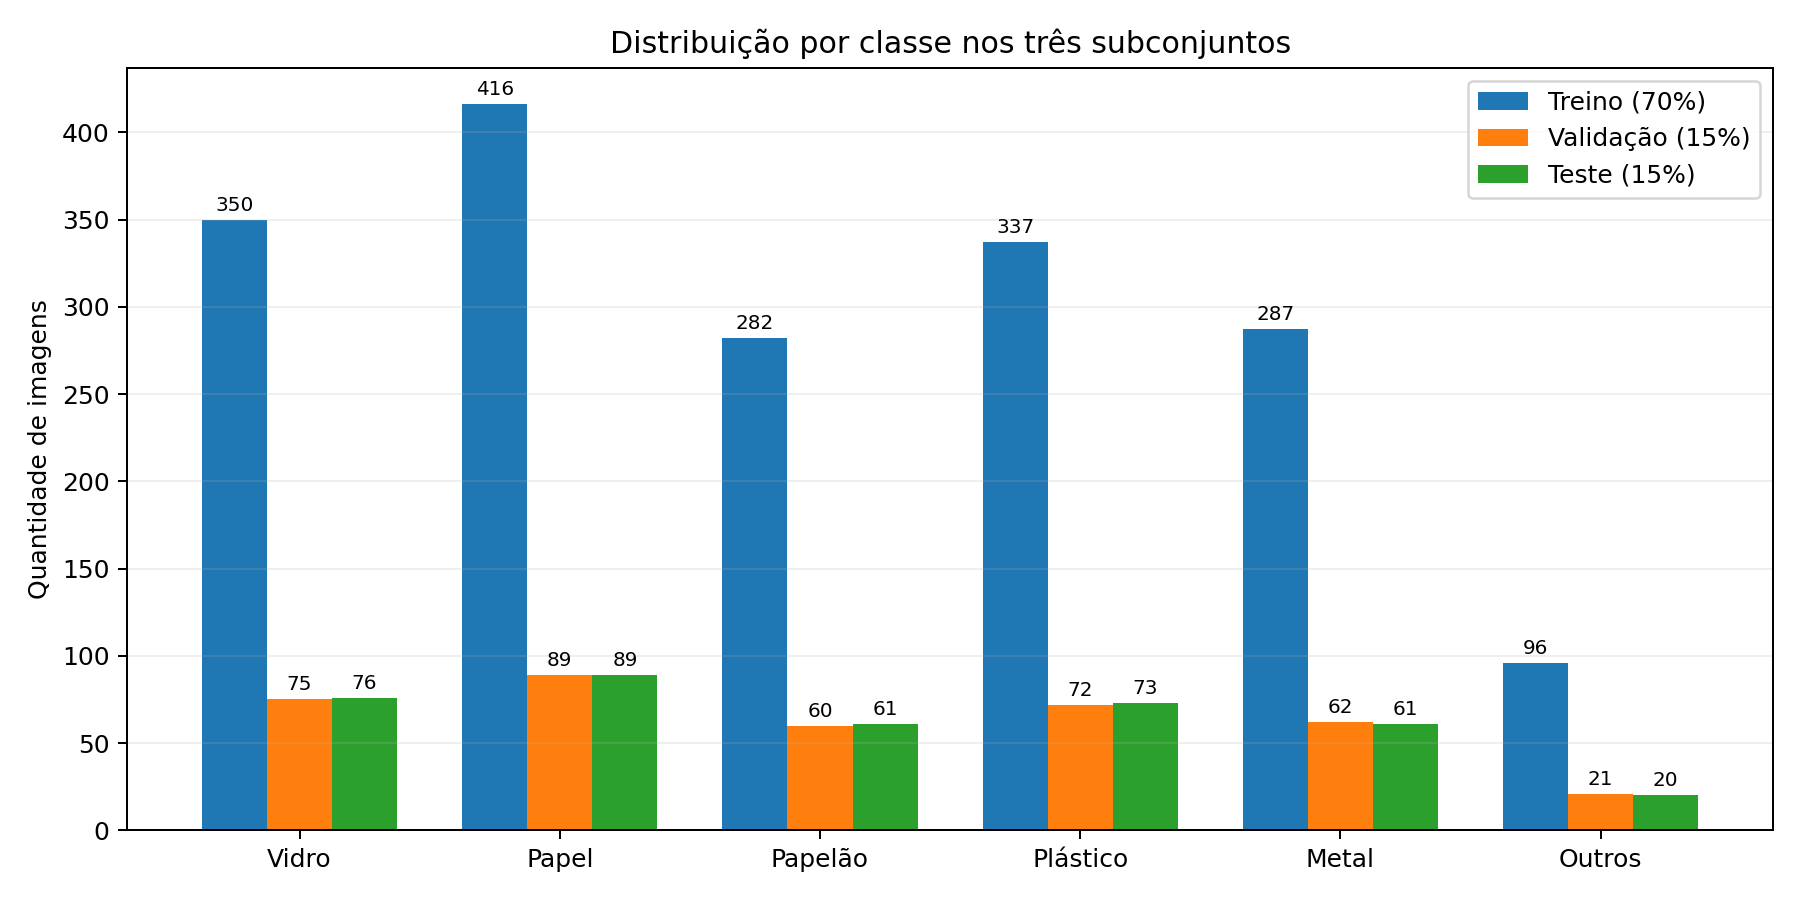 Distribuição por classe nos três subconjuntos
Treino (70%)
Validação (15%)
Teste (15%)
Quantidade de imagens
400
350
300
250
200
150
100
50
0
350
75
76
416
89
89
282
60
61
337
72
73
287
62
61
96
21
20
Vidro
Papel
Papelão
Plástico
Metal
Outros